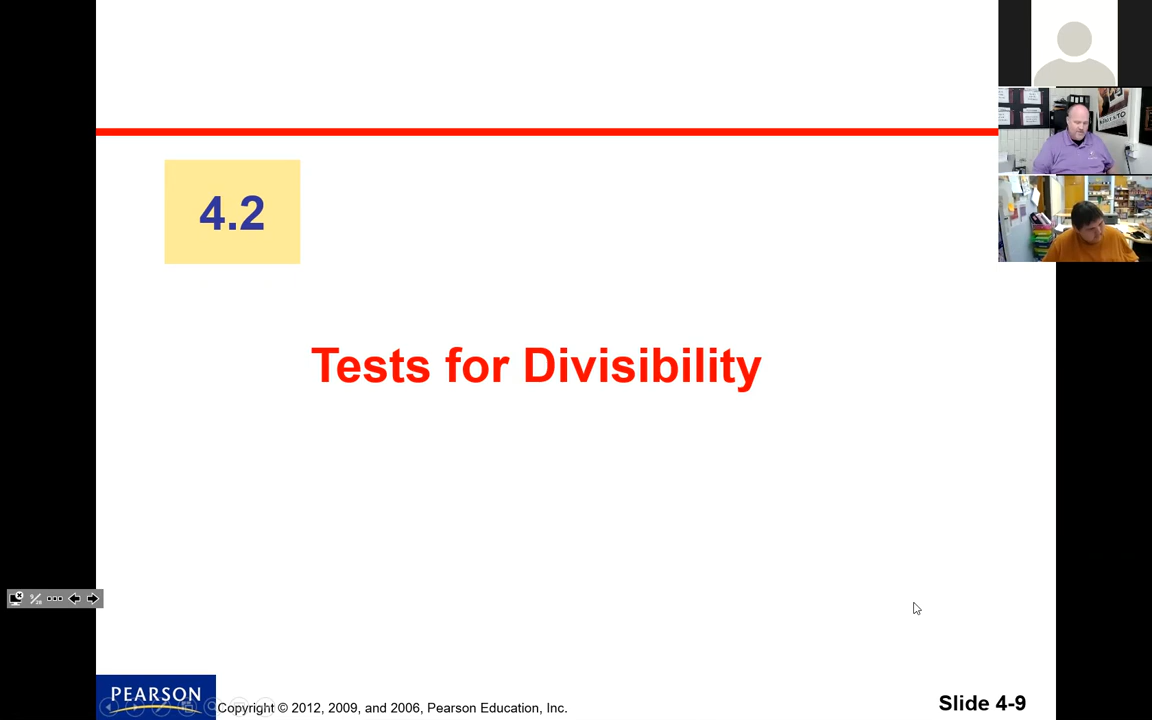 4.2
Tests for Divisibility
PEARSON
Copyright © 2012, 2009, and 2006, Pearson Education, Inc.
Slide 4-9